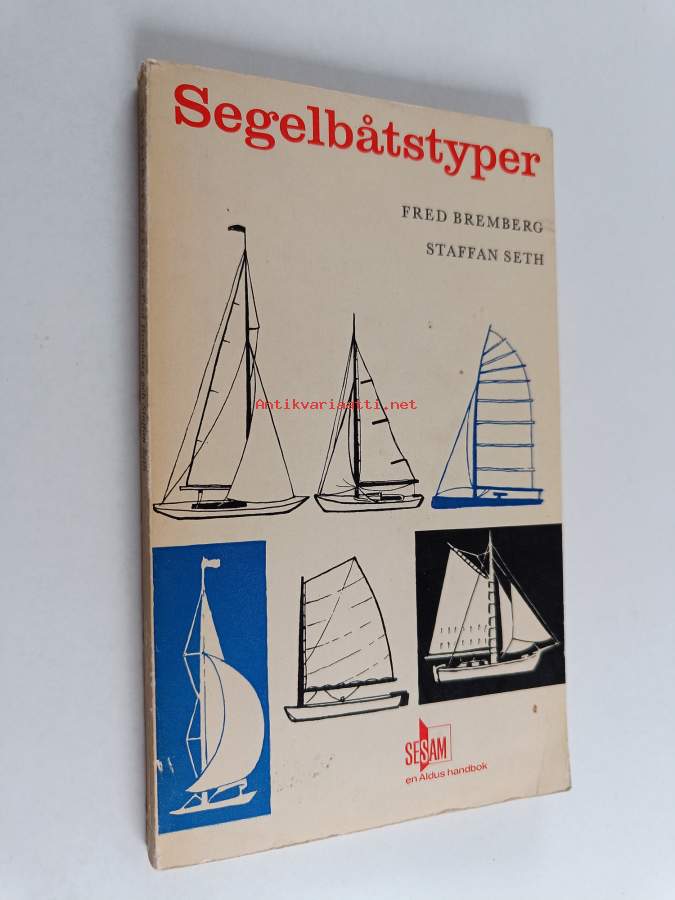 Segelbåtstyper
FRED BREMBERG
STAFFAN SETH
Antikvariaatti.net
SESAM
en Aldus handbok